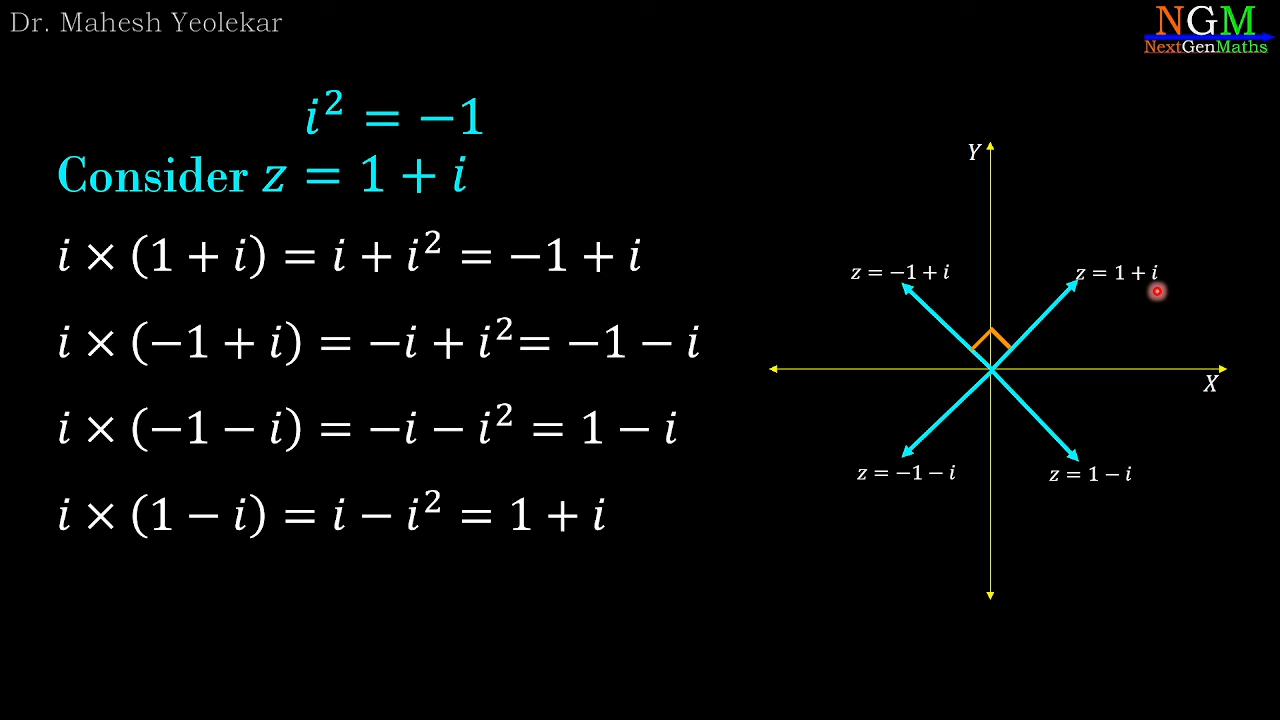 Dr. Mahesh Yeolekar
NGM
NextGenMaths
i² = −1
Consider z = 1 + i
i × (1 + i) = i + i² = −1 + i
i × (−1 + i) = −i + i²= −1 − i
i × (−1 − i) = −i − i² = 1 − i
i × (1 − i) = i − i² = 1 + i
Y
z = −1 + i
z = 1 + i
X
z = −1 − i
z = 1 − i